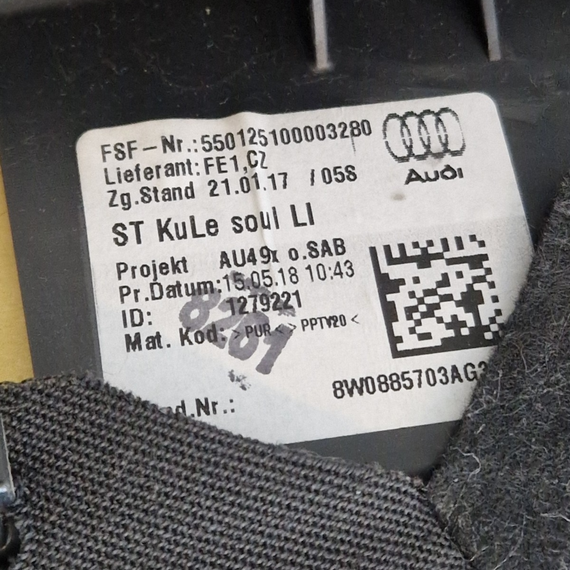 FSF-Nr.:550125100003280
Lieferant:FE1,CZ
Zg.Stand 21.01.17 /05S
Audi
ST KuLe soul LI
Projekt AU49x o.SAB
Pr.Datum:15.05.18 10:43
ID: 1279221
Mat. Kod: >PUR<>PPTV20<
8W0885703AG
d.Nr.: